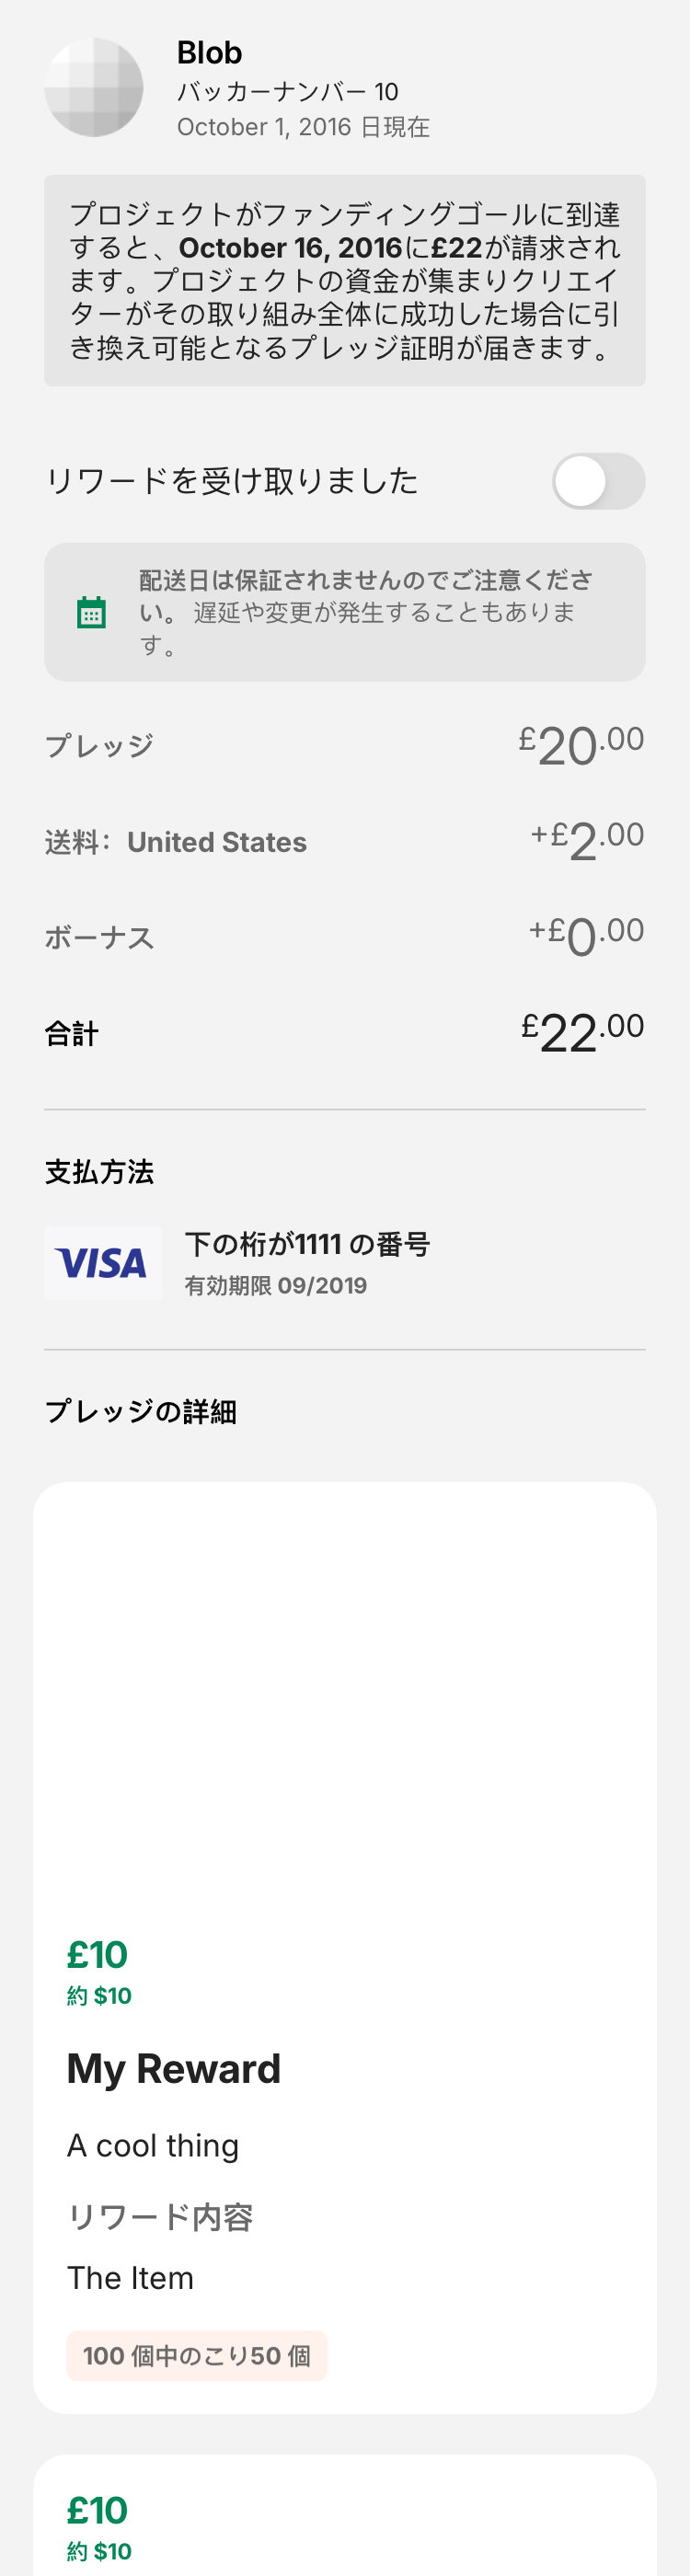 Blob
バッカーナンバー 10
October 1, 2016 日現在
プロジェクトがファンディングゴールに到達
すると、October 16, 2016に£22が請求され
ます。プロジェクトの資金が集まりクリエイ
ターがその取り組み全体に成功した場合に引
き換え可能となるプレッジ証明が届きます。
リワードを受け取りました
配送日は保証されませんのでご注意くださ
い。 遅延や変更が発生することもありま
す。
プレッジ £20.00
送料： United States +£2.00
ボーナス +£0.00
合計 £22.00
支払方法
VISA
下の桁が1111 の番号
有効期限 09/2019
プレッジの詳細
£10
約 $10
My Reward
A cool thing
リワード内容
The Item
100 個中のこり50 個
£10
約 $10